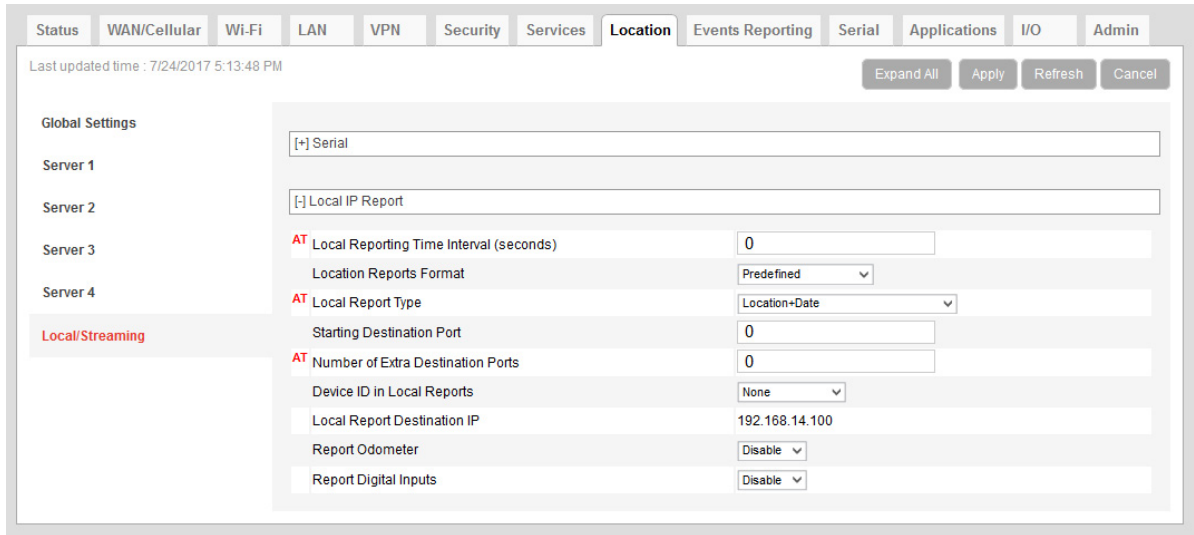 Status WAN/Cellular Wi-Fi LAN VPN Security Services Location Events Reporting Serial Applications I/O Admin
Last updated time : 7/24/2017 5:13:48 PM
Expand All Apply Refresh Cancel
Global Settings
Server 1
Server 2
Server 3
Server 4
Local/Streaming
[+] Serial
[-] Local IP Report
AT Local Reporting Time Interval (seconds) 0
Location Reports Format Predefined
AT Local Report Type Location+Date
Starting Destination Port 0
AT Number of Extra Destination Ports 0
Device ID in Local Reports None
Local Report Destination IP 192.168.14.100
Report Odometer Disable
Report Digital Inputs Disable